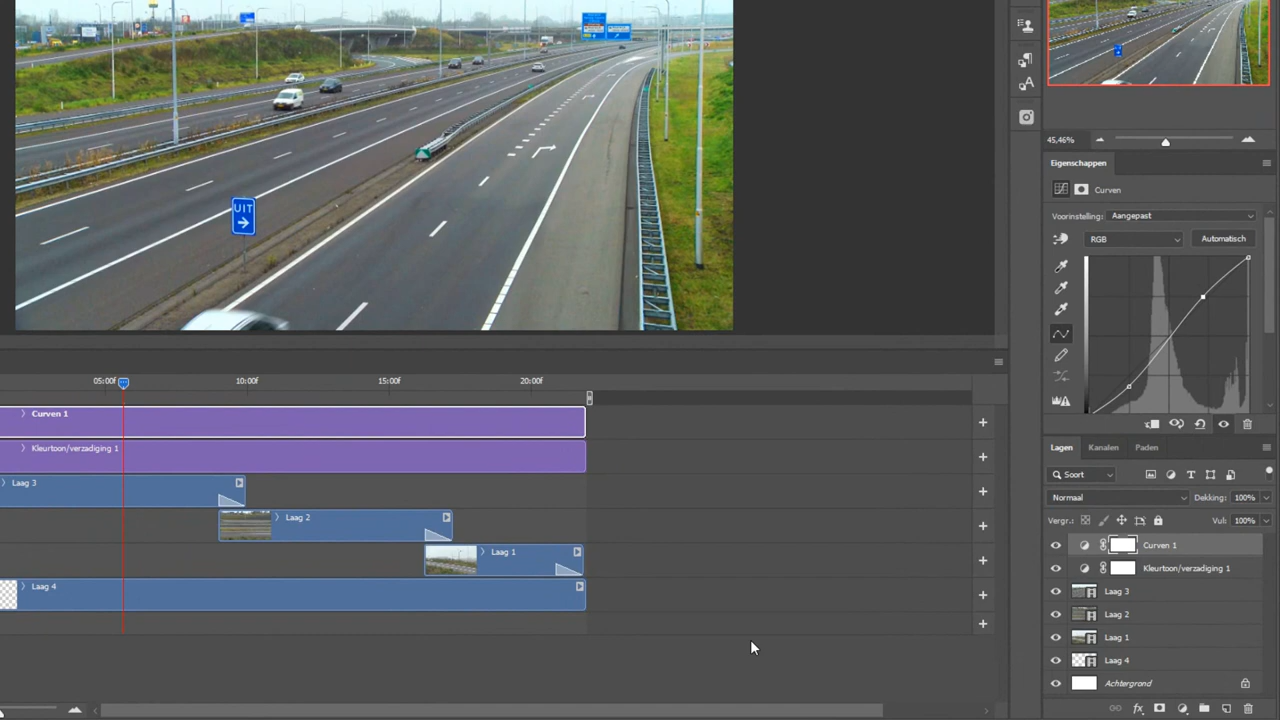 UIT
45,46%
Eigenschappen
Curven
Voorinstelling: Aangepast
RGB
Automatisch
05:00f
10:00f
15:00f
20:00f
Curven 1
Kleurtoon/verzadiging 1
Laag 3
Laag 2
Laag 1
Laag 4
Lagen
Kanalen
Paden
Soort
Normaal
Dekking: 100%
Vergr.:
Vul: 100%
Curven 1
Kleurtoon/verzadiging 1
Laag 3
Laag 2
Laag 1
Laag 4
Achtergrond